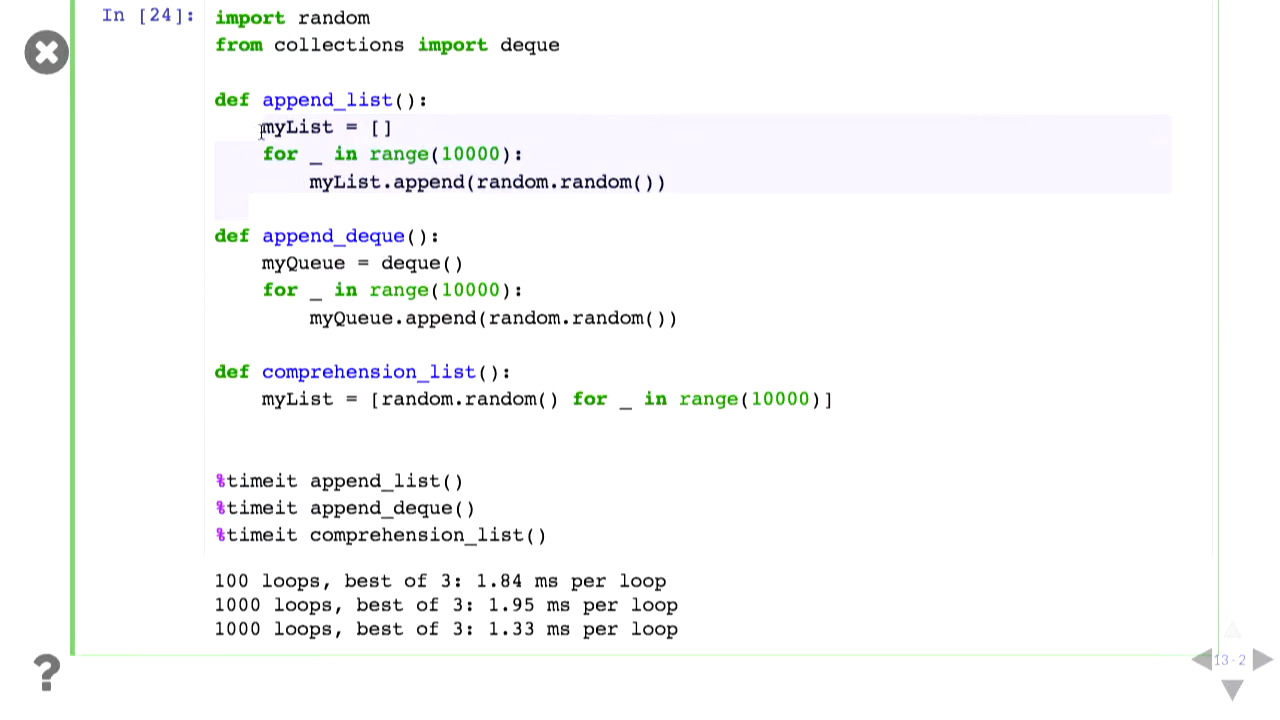 In [24]: import random
from collections import deque
def append_list():
    myList = []
    for _ in range(10000):
        myList.append(random.random())
def append_deque():
    myQueue = deque()
    for _ in range(10000):
        myQueue.append(random.random())
def comprehension_list():
    myList = [random.random() for _ in range(10000)]
%timeit append_list()
%timeit append_deque()
%timeit comprehension_list()
100 loops, best of 3: 1.84 ms per loop
1000 loops, best of 3: 1.95 ms per loop
1000 loops, best of 3: 1.33 ms per loop
?
13-2